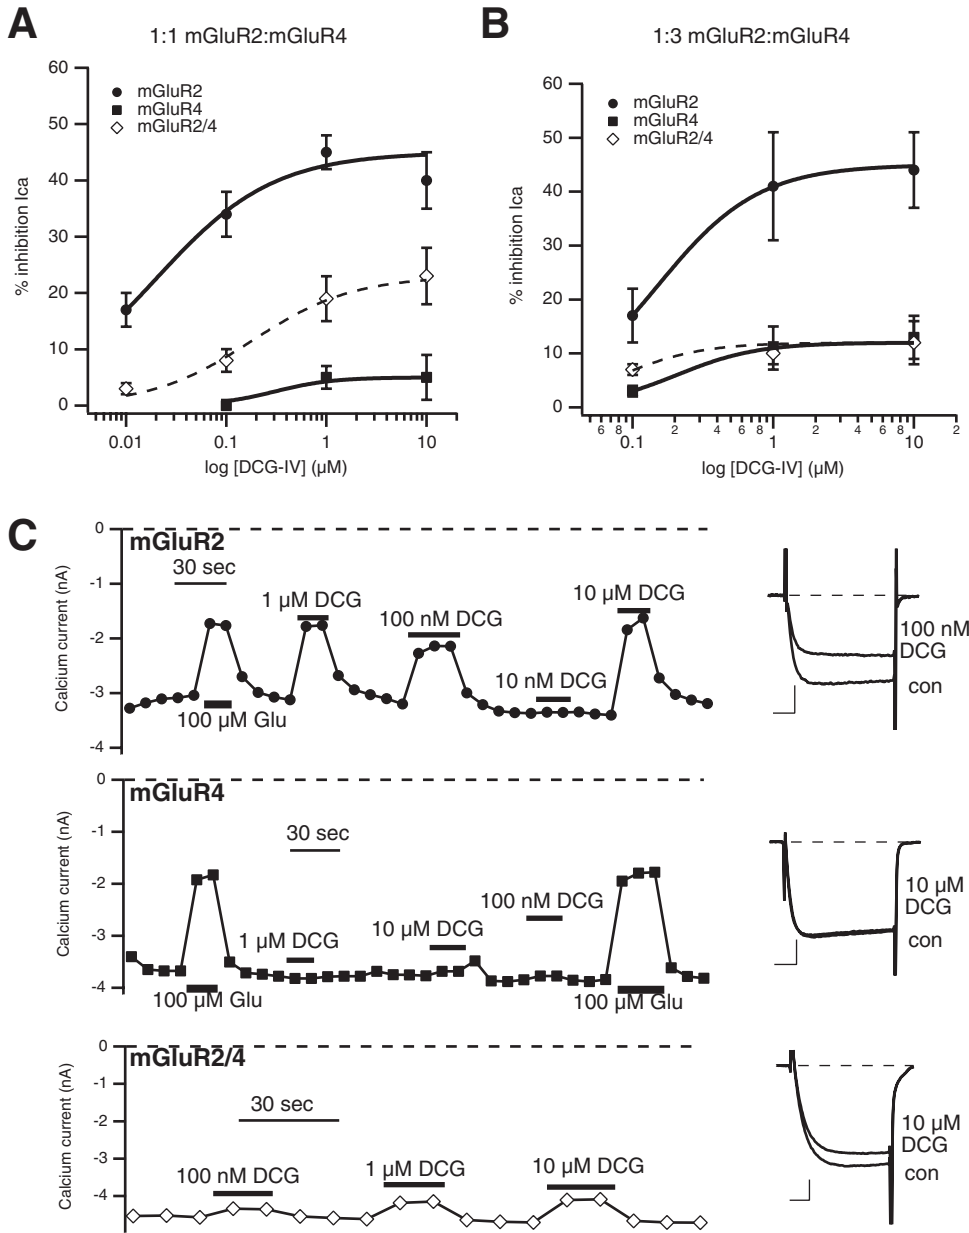 A
1:1 mGluR2:mGluR4
60
50
40
30
20
10
0
% inhibition Ica
mGluR2
mGluR4
mGluR2/4
0.01
0.1
1
10
log [DCG-IV] (µM)
B
1:3 mGluR2:mGluR4
60
50
40
30
20
10
0
% inhibition Ica
mGluR2
mGluR4
mGluR2/4
6 8 2 4 6 8 2 4 6 8 2
0.1 1 10
log [DCG-IV] (µM)
C
mGluR2
0
-1
-2
-3
-4
Calcium current (nA)
30 sec
100 µM Glu
1 µM DCG
100 nM DCG
10 nM DCG
10 µM DCG
100 nM
DCG
con
mGluR4
0
-1
-2
-3
-4
Calcium current (nA)
30 sec
100 µM Glu
1 µM DCG
10 µM DCG
100 nM DCG
100 µM Glu
10 µM
DCG
con
mGluR2/4
0
-1
-2
-3
-4
Calcium current (nA)
30 sec
100 nM DCG
1 µM DCG
10 µM DCG
10 µM
DCG
con